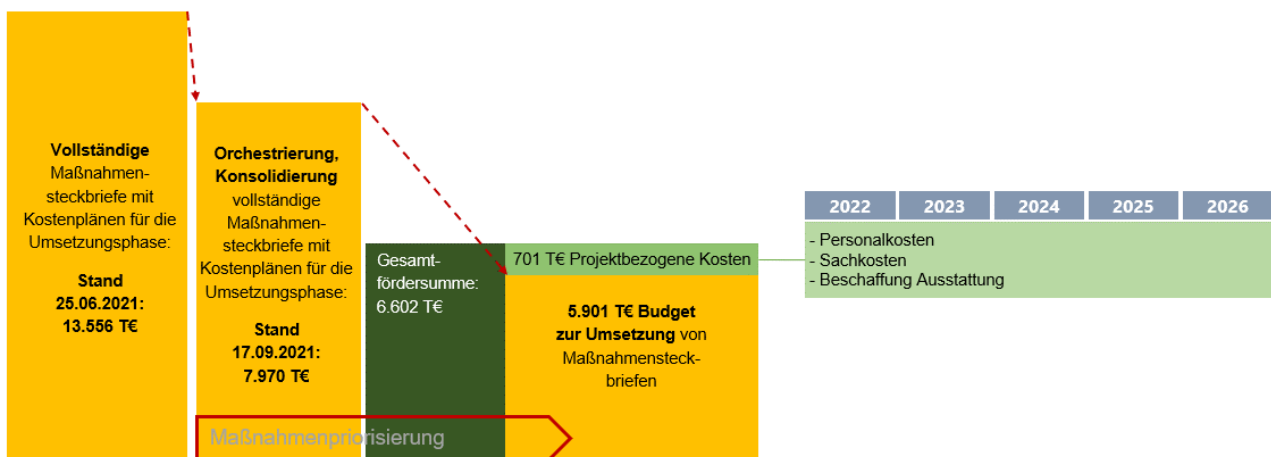 Vollständige
Maßnahmen-
steckbriefe mit
Kostenplänen für die
Umsetzungsphase:
Stand
25.06.2021:
13.556 T€
Orchestrierung,
Konsolidierung
vollständige
Maßnahmen-
steckbriefe mit
Kostenplänen für die
Umsetzungsphase:
Stand
17.09.2021:
7.970 T€
Gesamt-
fördersumme:
6.602 T€
701 T€ Projektbezogene Kosten
5.901 T€ Budget
zur Umsetzung von
Maßnahmensteck-
briefen
Maßnahmenpriorisierung
2022 2023 2024 2025 2026
- Personalkosten
- Sachkosten
- Beschaffung Ausstattung